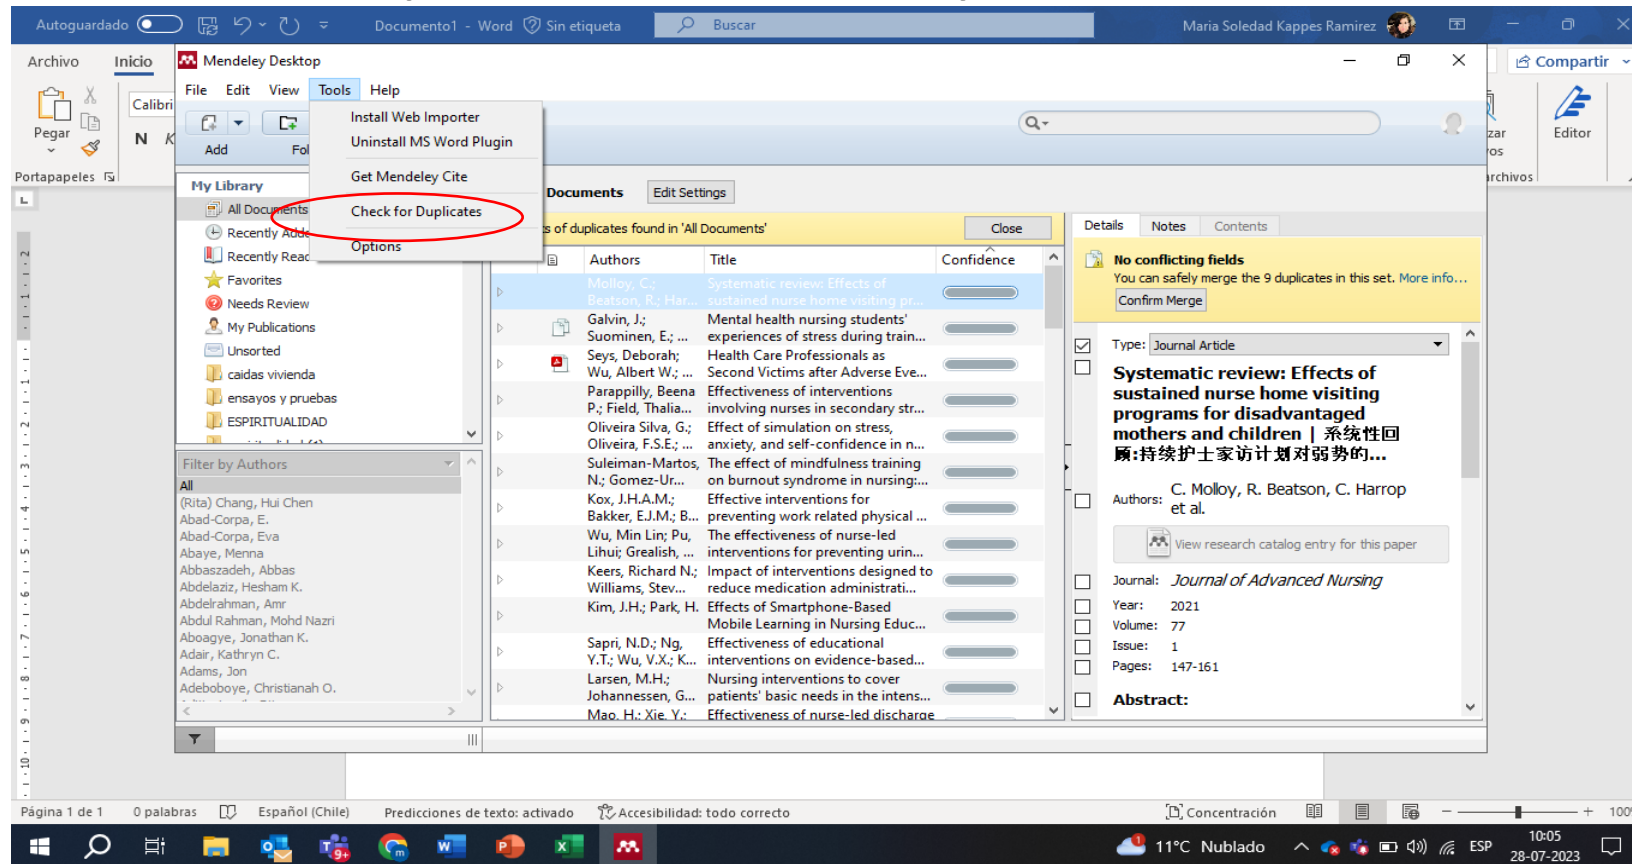 Autoguardado
Documento1 - Word
Sin etiqueta
Buscar
Maria Soledad Kappes Ramirez
Archivo
Inicio
Compartir
Mendeley Desktop
File Edit View Tools Help
Pegar
Calibri
N K
Portapapeles
Editor
Add
Install Web Importer
Uninstall MS Word Plugin
Get Mendeley Cite
Check for Duplicates
Options
My Library
All Documents
Recently Adde
Recently Read
Favorites
Needs Review
My Publications
Unsorted
caidas vivienda
ensayos y pruebas
ESPIRITUALIDAD
Filter by Authors
All
(Rita) Chang, Hui Chen
Abad-Corpa, E.
Abad-Corpa, Eva
Abaye, Menna
Abbaszadeh, Abbas
Abdelaziz, Hesham K.
Abdelrahman, Amr
Abdul Rahman, Mohd Nazri
Aboagye, Jonathan K.
Adair, Kathryn C.
Adams, Jon
Adeboboye, Christianah O.
Documents
Edit Settings
s of duplicates found in 'All Documents'
Close
Authors Title Confidence
Molloy, C.; Systematic review: Effects of
Beatson, R.; Har... sustained nurse home visiting pr...
Galvin, J.; Mental health nursing students'
Suominen, E.; ... experiences of stress during train...
Seys, Deborah; Health Care Professionals as
Wu, Albert W.; ... Second Victims after Adverse Eve...
Parappilly, Beena Effectiveness of interventions
P.; Field, Thalia... involving nurses in secondary str...
Oliveira Silva, G.; Effect of simulation on stress,
Oliveira, F.S.E.; ... anxiety, and self-confidence in n...
Suleiman-Martos, The effect of mindfulness training
N.; Gomez-Ur... on burnout syndrome in nursing:...
Kox, J.H.A.M.; Effective interventions for
Bakker, E.J.M.; B... preventing work related physical ...
Wu, Min Lin; Pu, The effectiveness of nurse-led
Lihui; Grealish, ... interventions for preventing urin...
Keers, Richard N.; Impact of interventions designed to
Williams, Stev... reduce medication administrati...
Kim, J.H.; Park, H. Effects of Smartphone-Based
Mobile Learning in Nursing Educ...
Sapri, N.D.; Ng, Effectiveness of educational
Y.T.; Wu, V.X.; K... interventions on evidence-based...
Larsen, M.H.; Nursing interventions to cover
Johannessen, G... patients' basic needs in the intens...
Mao, H.; Xie, Y.; Effectiveness of nurse-led discharge
Details Notes Contents
No conflicting fields
You can safely merge the 9 duplicates in this set. More info...
Confirm Merge
Type: Journal Article
Systematic review: Effects of
sustained nurse home visiting
programs for disadvantaged
mothers and children | 系统性回
顾:持续护士家访计划对弱势的...
Authors: C. Molloy, R. Beatson, C. Harrop
et al.
View research catalog entry for this paper
Journal: Journal of Advanced Nursing
Year: 2021
Volume: 77
Issue: 1
Pages: 147-161
Abstract:
Página 1 de 1
0 palabras
Español (Chile)
Predicciones de texto: activado
Accesibilidad: todo correcto
Concentración
11°C Nublado
ESP
10:05
28-07-2023